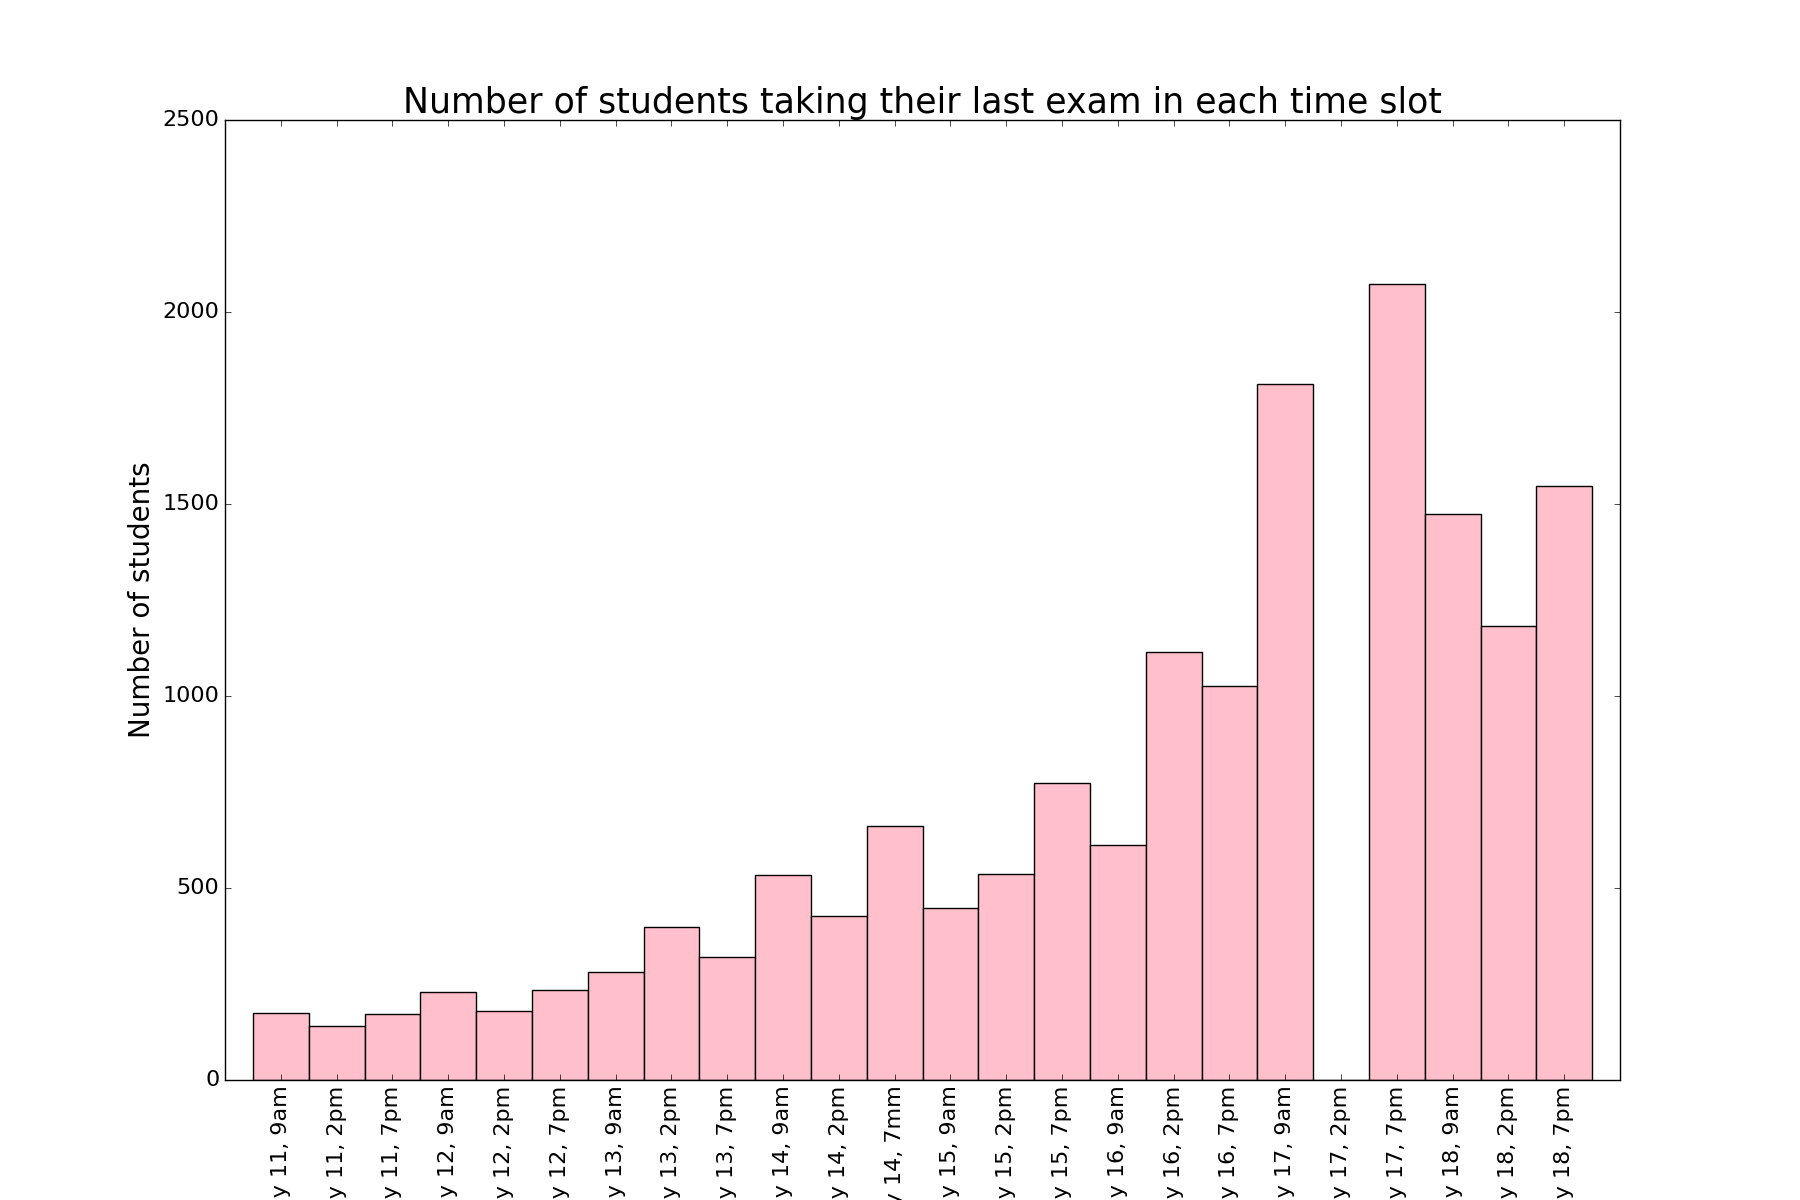 Number of students taking their last exam in each time slot
2500
2000
1500
1000
500
0
Number of students
y 11, 9am
y 11, 2pm
y 11, 7pm
y 12, 9am
y 12, 2pm
y 12, 7pm
y 13, 9am
y 13, 2pm
y 13, 7pm
y 14, 9am
y 14, 2pm
y 14, 7mm
y 15, 9am
y 15, 2pm
y 15, 7pm
y 16, 9am
y 16, 2pm
y 16, 7pm
y 17, 9am
y 17, 2pm
y 17, 7pm
y 18, 9am
y 18, 2pm
y 18, 7pm